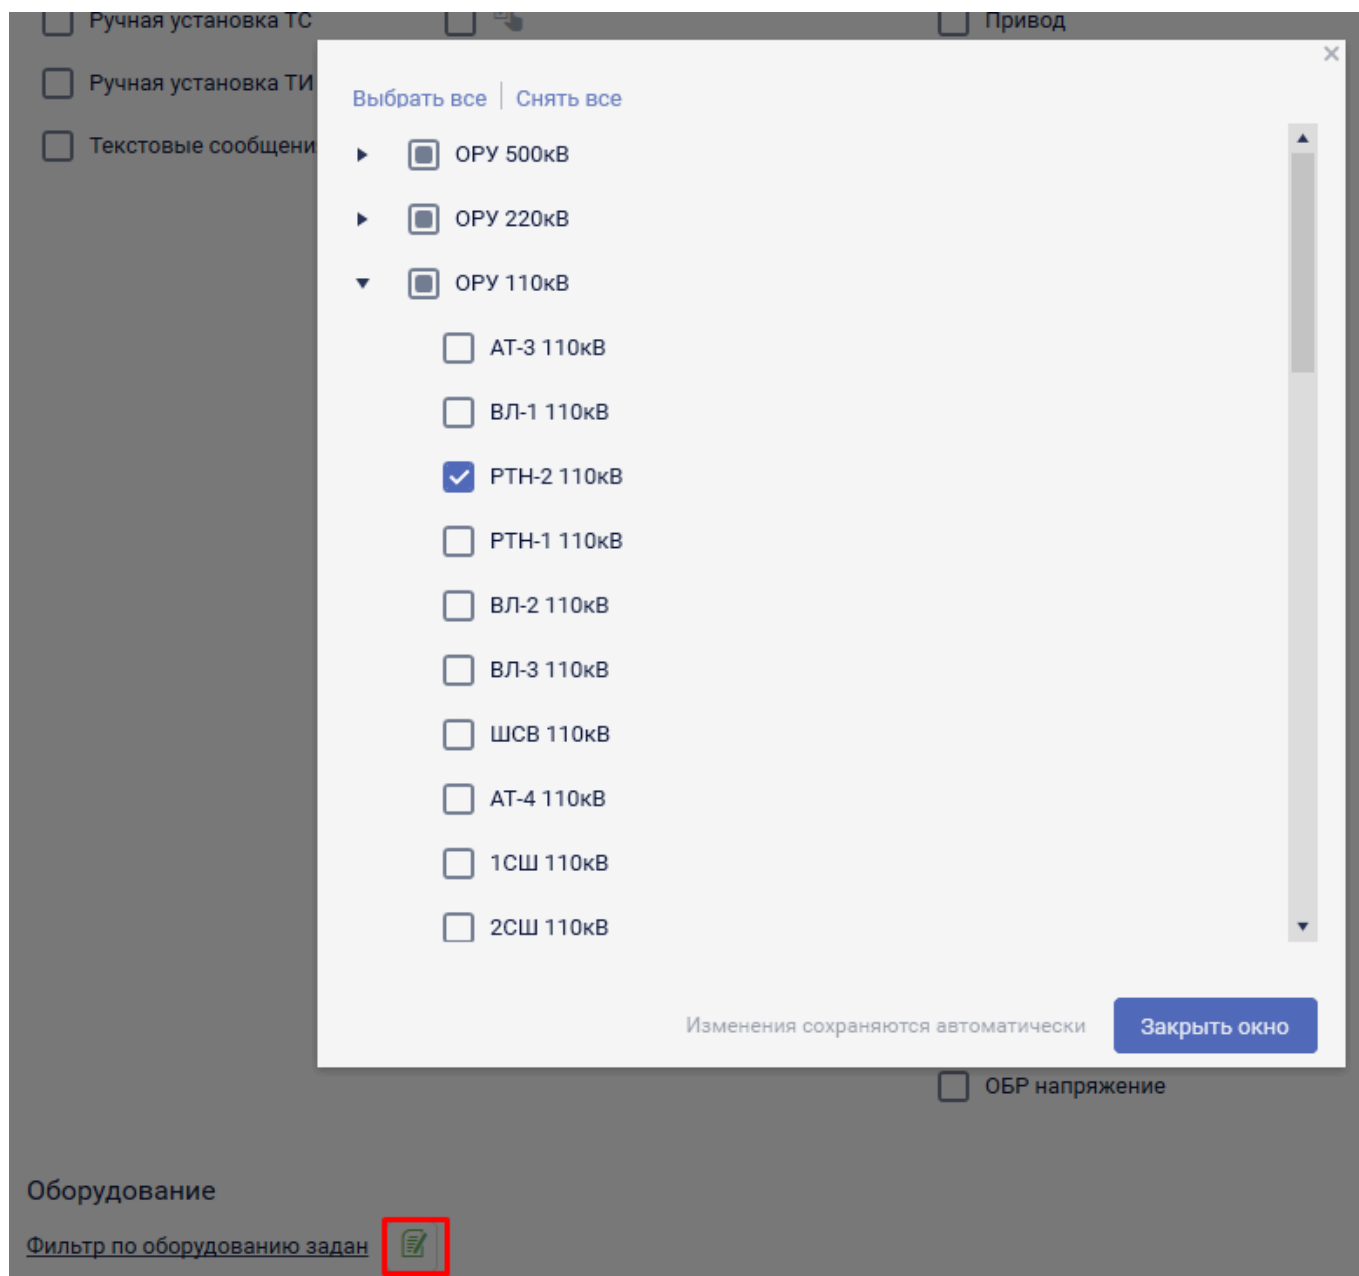 Ручная установка ТС
Привод
Ручная установка ТИ
Текстовые сообщени
Выбрать все | Снять все
ОРУ 500кВ
ОРУ 220кВ
ОРУ 110кВ
АТ-3 110кВ
ВЛ-1 110кВ
РТН-2 110кВ
РТН-1 110кВ
ВЛ-2 110кВ
ВЛ-3 110кВ
ШСВ 110кВ
АТ-4 110кВ
1СШ 110кВ
2СШ 110кВ
Изменения сохраняются автоматически
Закрыть окно
ОБР напряжение
Оборудование
Фильтр по оборудованию задан